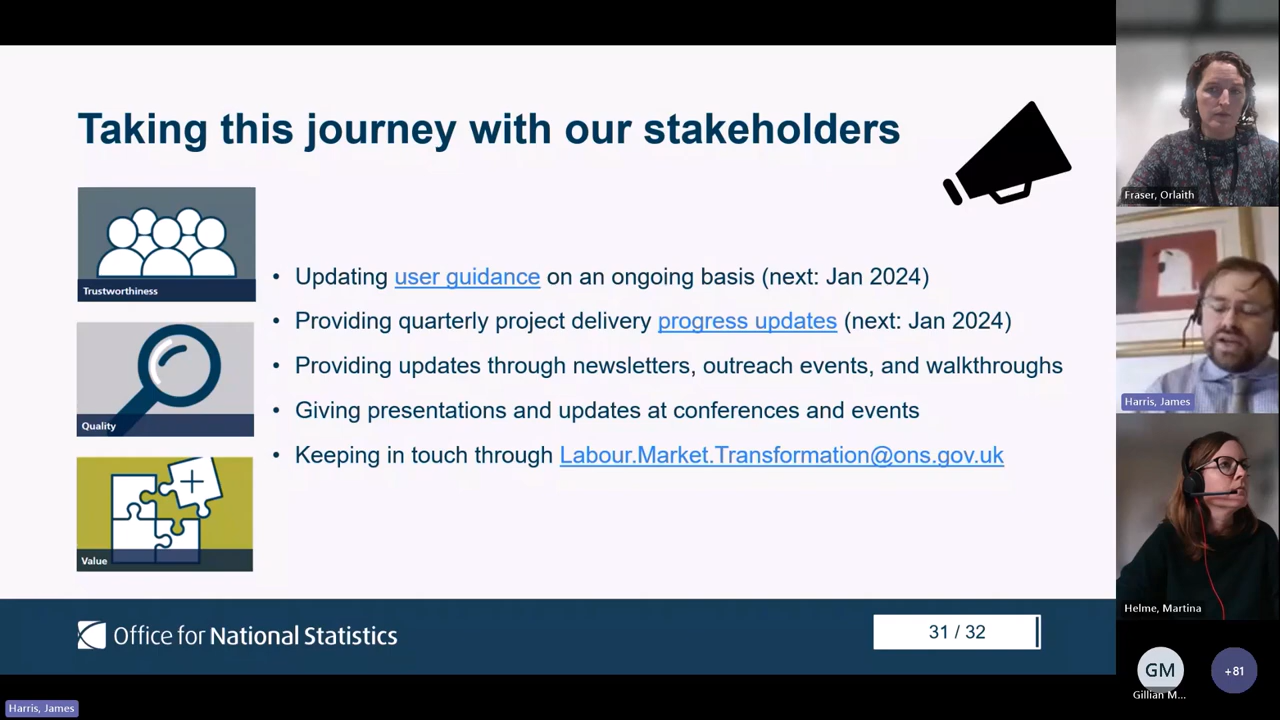 Taking this journey with our stakeholders
Trustworthiness
Quality
Value
• Updating user guidance on an ongoing basis (next: Jan 2024)
• Providing quarterly project delivery progress updates (next: Jan 2024)
• Providing updates through newsletters, outreach events, and walkthroughs
• Giving presentations and updates at conferences and events
• Keeping in touch through Labour.Market.Transformation@ons.gov.uk
Office for National Statistics
31 / 32
Fraser, Orlaith
Harris, James
Helme, Martina
GM
Gillian M...
+81
Harris, James